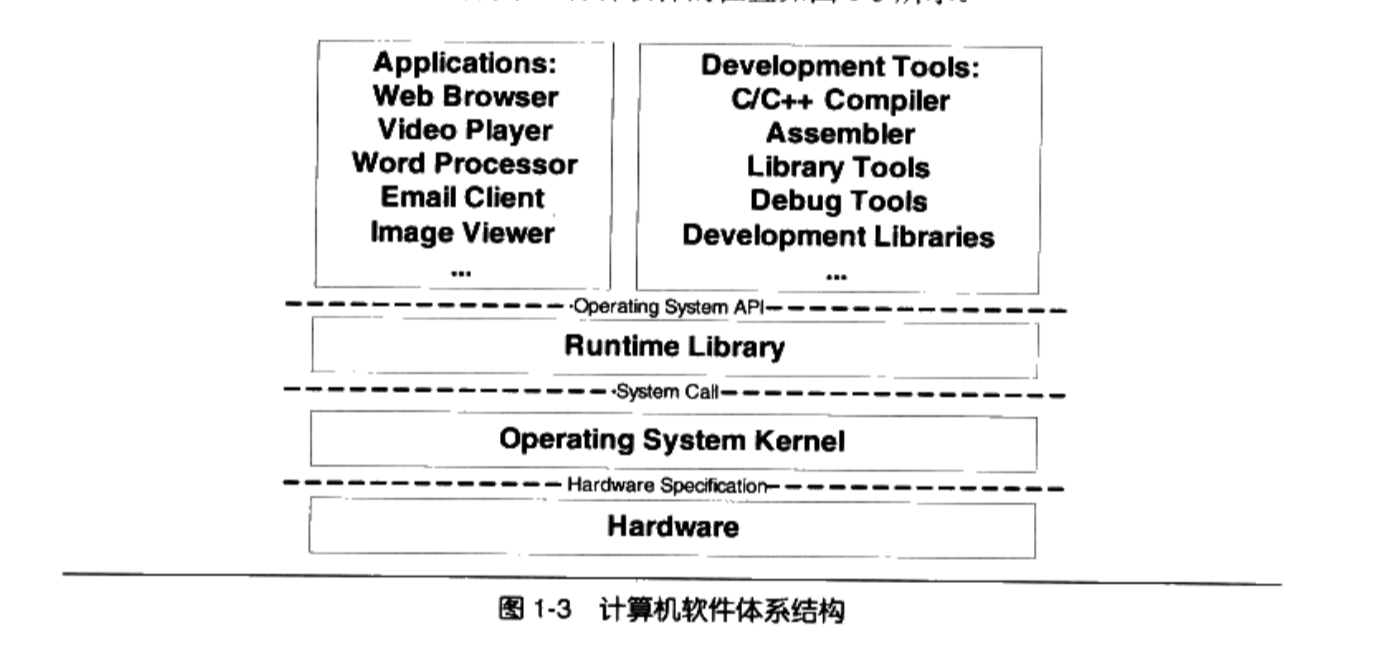 Applications:
Web Browser
Video Player
Word Processor
Email Client
Image Viewer
...
Development Tools:
C/C++ Compiler
Assembler
Library Tools
Debug Tools
Development Libraries
...
Operating System API
Runtime Library
System Call
Operating System Kernel
Hardware Specification
Hardware
图 1-3 计算机软件体系结构